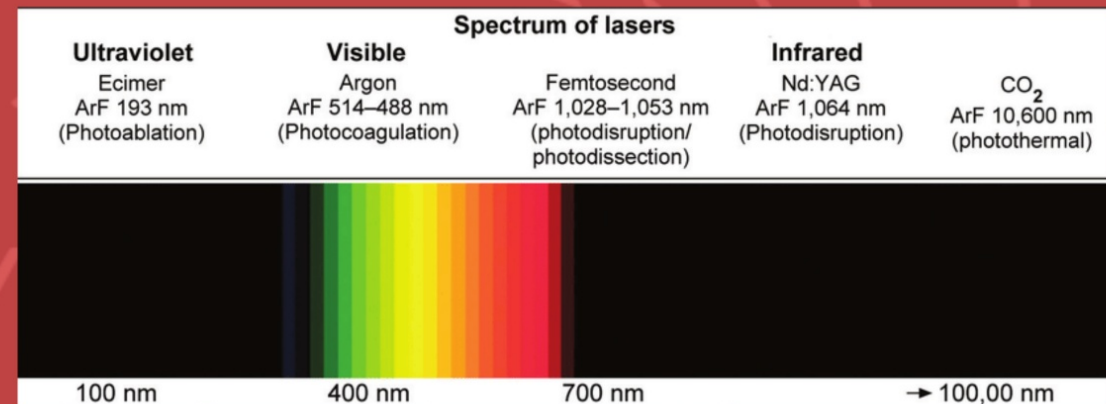 Spectrum of lasers
Ultraviolet
Ecimer
ArF 193 nm
(Photoablation)
Visible
Argon
ArF 514–488 nm
(Photocoagulation)
Femtosecond
ArF 1,028–1,053 nm
(photodisruption/
photodissection)
Infrared
Nd:YAG
ArF 1,064 nm
(Photodisruption)
CO2
ArF 10,600 nm
(photothermal)
100 nm
400 nm
700 nm
→ 100,00 nm